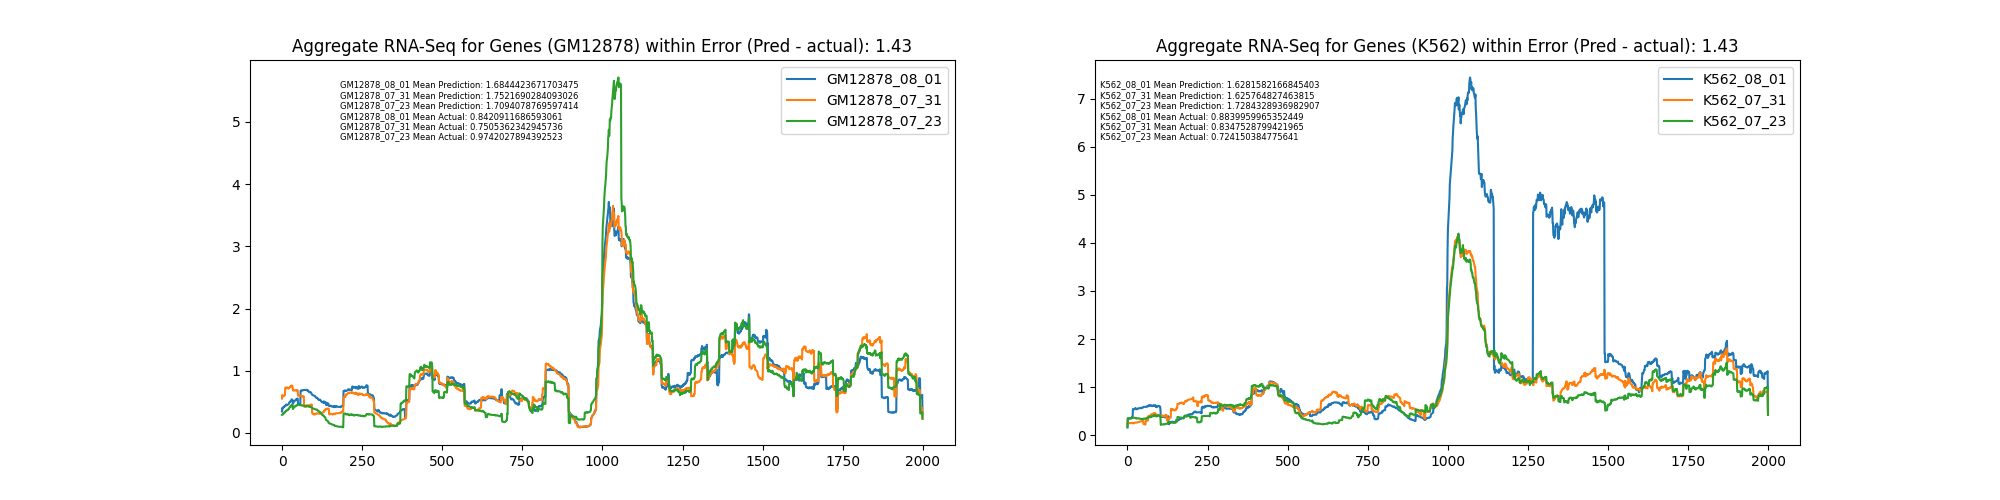 Aggregate RNA-Seq for Genes (GM12878) within Error (Pred - actual): 1.43
GM12878_08_01 Mean Prediction: 1.6844423671703475
GM12878_07_31 Mean Prediction: 1.7521690284093026
GM12878_07_23 Mean Prediction: 1.7094078769597414
GM12878_08_01 Mean Actual: 0.8420911686593061
GM12878_07_31 Mean Actual: 0.7505362342945736
GM12878_07_23 Mean Actual: 0.9742027894392523
GM12878_08_01
GM12878_07_31
GM12878_07_23
5
4
3
2
1
0
0 250 500 750 1000 1250 1500 1750 2000
Aggregate RNA-Seq for Genes (K562) within Error (Pred - actual): 1.43
K562_08_01 Mean Prediction: 1.6281582166845403
K562_07_31 Mean Prediction: 1.625764827463815
K562_07_23 Mean Prediction: 1.7284328936982907
K562_08_01 Mean Actual: 0.8839959965352449
K562_07_31 Mean Actual: 0.8347528799421965
K562_07_23 Mean Actual: 0.724150384775641
K562_08_01
K562_07_31
K562_07_23
7
6
5
4
3
2
1
0
0 250 500 750 1000 1250 1500 1750 2000